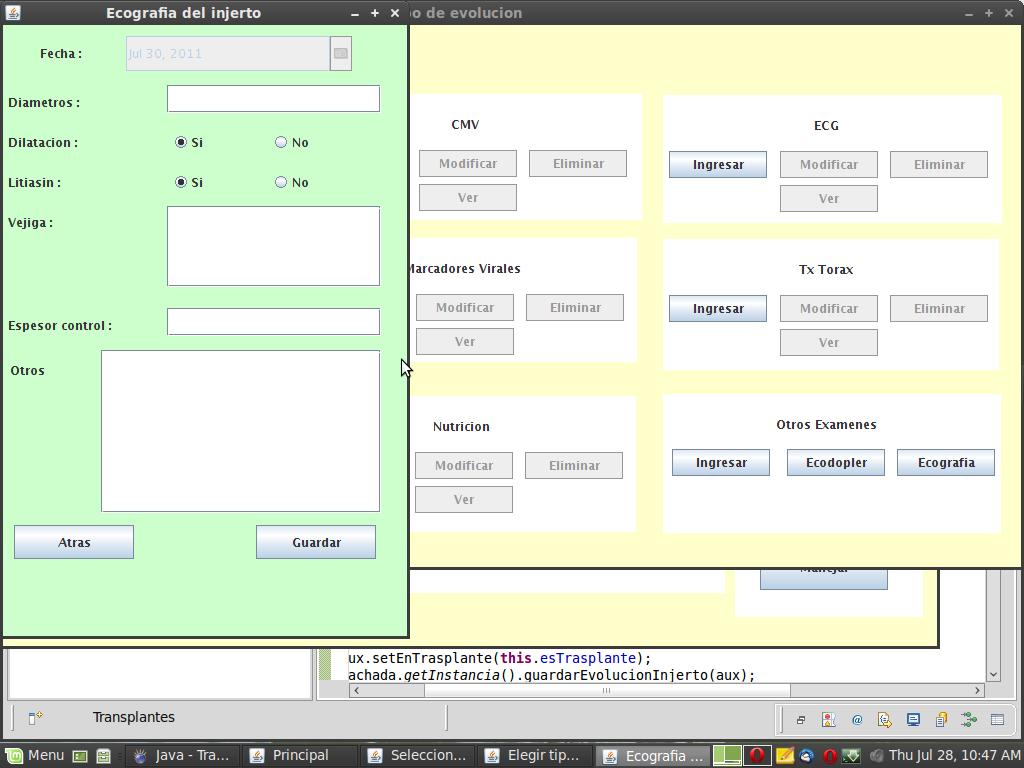 Ecografia del injerto
Fecha :
Jul 30, 2011
Diametros :
Dilatacion :
Si
No
Litiasin :
Si
No
Vejiga :
Espesor control :
Otros
Atras
Guardar
po de evolucion
CMV
Modificar
Eliminar
Ver
ECG
Ingresar
Modificar
Eliminar
Ver
Marcadores Virales
Modificar
Eliminar
Ver
Tx Torax
Ingresar
Modificar
Eliminar
Ver
Nutricion
Modificar
Eliminar
Ver
Otros Examenes
Ingresar
Ecodopler
Ecografia
Manejar
ux.setEnTrasplante(this.esTrasplante);
achada.getInstancia().guardarEvolucionInjerto(aux);
Transplantes
Menu
Java - Tra...
Principal
Seleccion...
Elegir tip...
Ecografia ...
Thu Jul 28, 10:47 AM